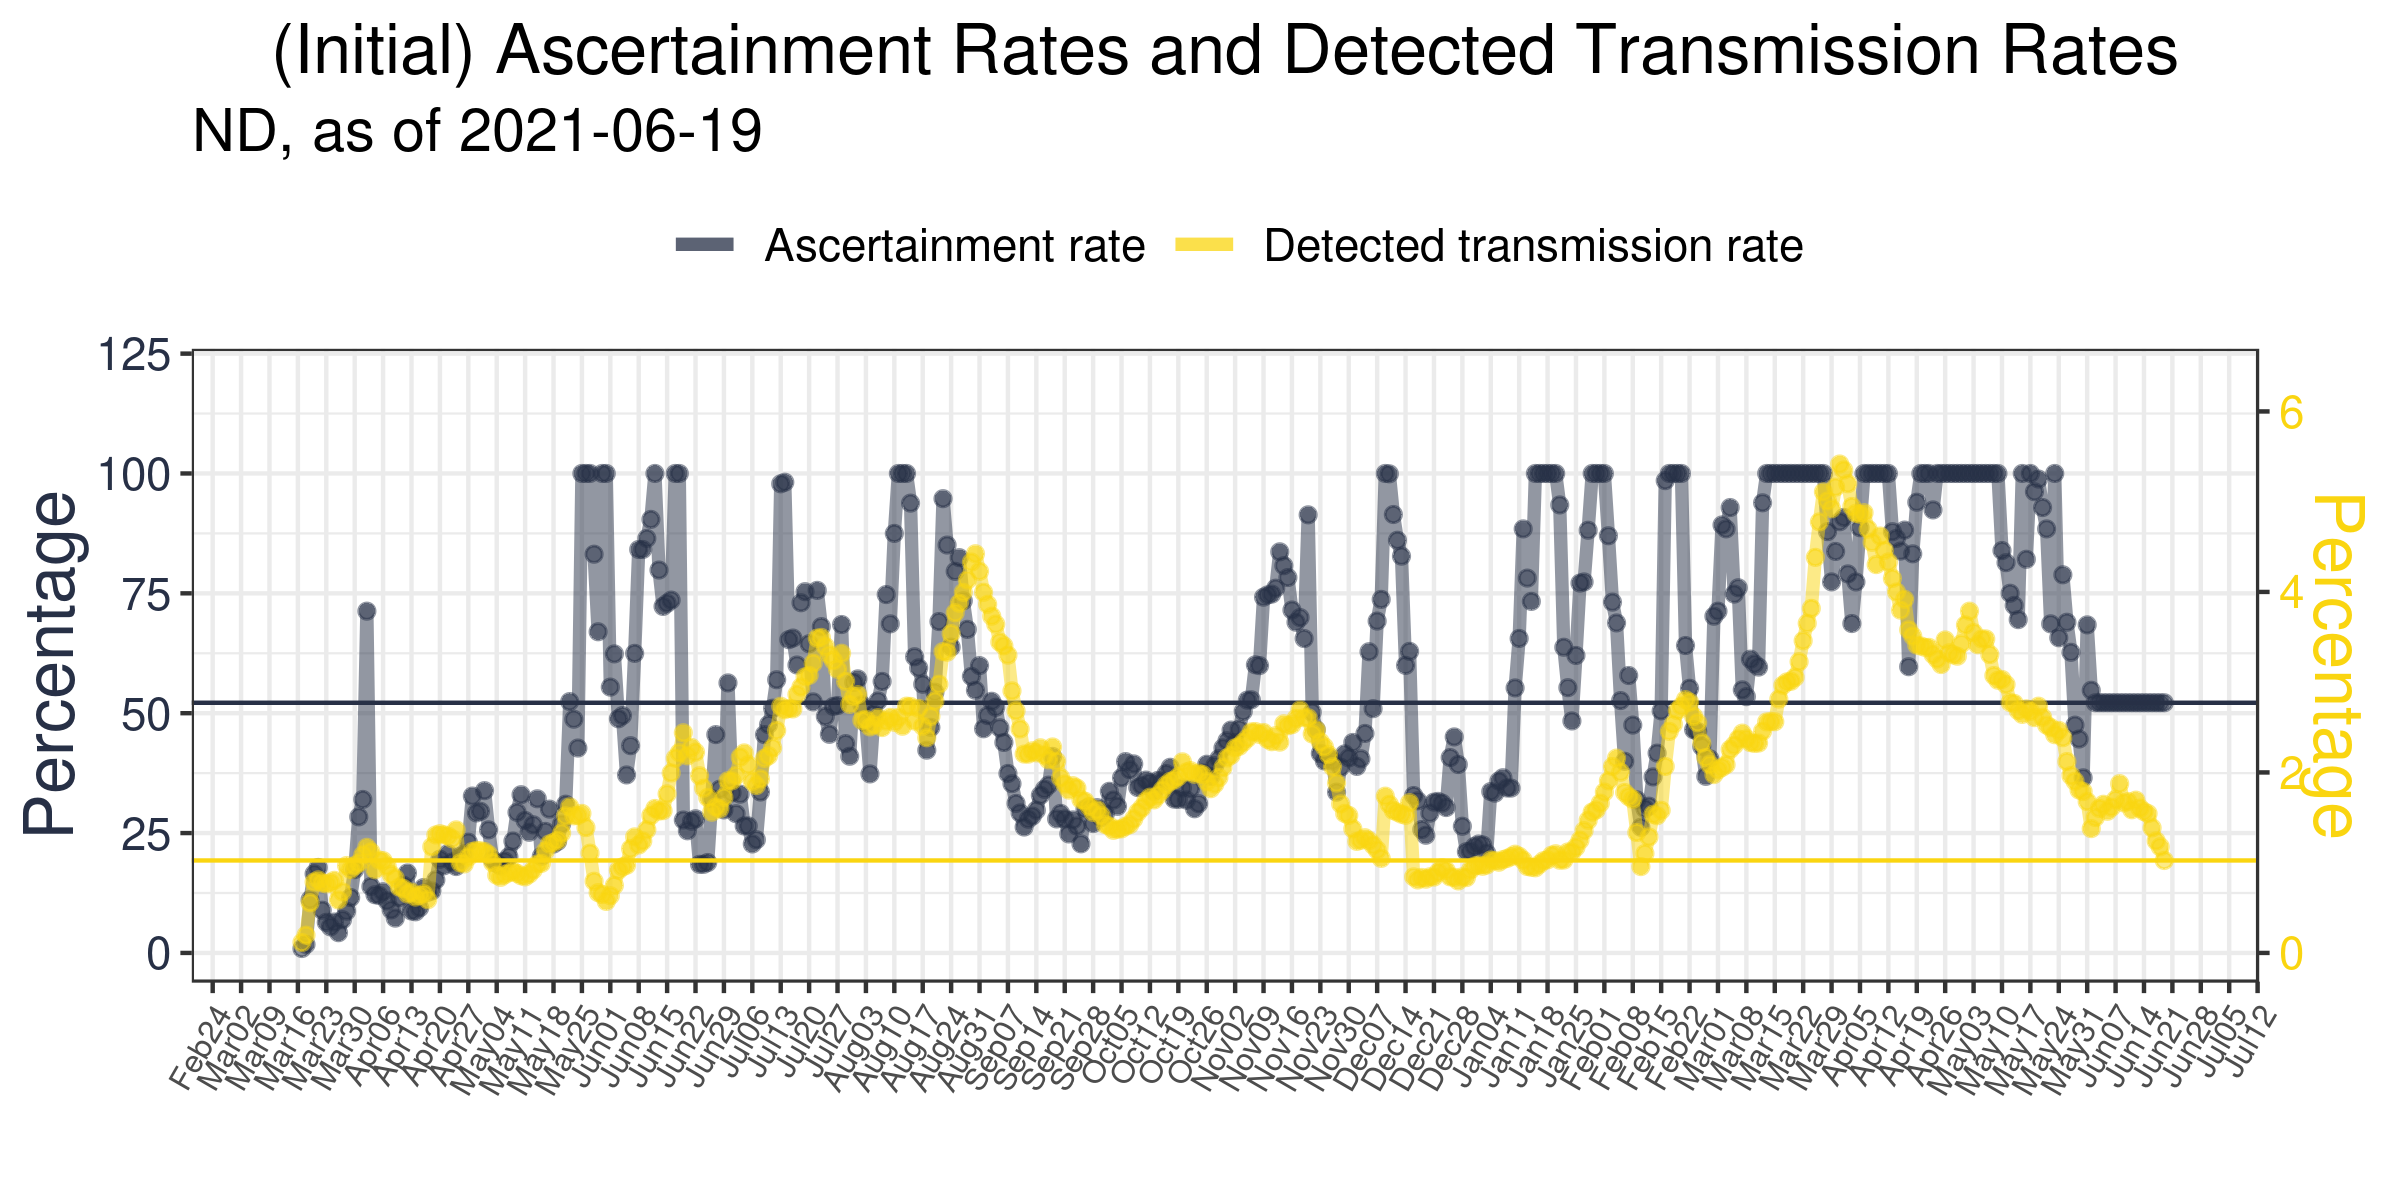 (Initial) Ascertainment Rates and Detected Transmission Rates
ND, as of 2021-06-19
Ascertainment rate
Detected transmission rate
125
100
75
50
25
0
Percentage
6
4
2
0
Percentage
Feb24
Mar02
Mar09
Mar16
Mar23
Mar30
Apr06
Apr13
Apr20
Apr27
May04
May11
May18
May25
Jun01
Jun08
Jun15
Jun22
Jun29
Jul06
Jul13
Jul20
Jul27
Aug03
Aug10
Aug17
Aug24
Aug31
Sep07
Sep14
Sep21
Sep28
Oct05
Oct12
Oct19
Oct26
Nov02
Nov09
Nov16
Nov23
Nov30
Dec07
Dec14
Dec21
Dec28
Jan04
Jan11
Jan18
Jan25
Feb01
Feb08
Feb15
Feb22
Mar01
Mar08
Mar15
Mar22
Mar29
Apr05
Apr12
Apr19
Apr26
May03
May10
May17
May24
May31
Jun07
Jun14
Jun21
Jun28
Jul05
Jul12